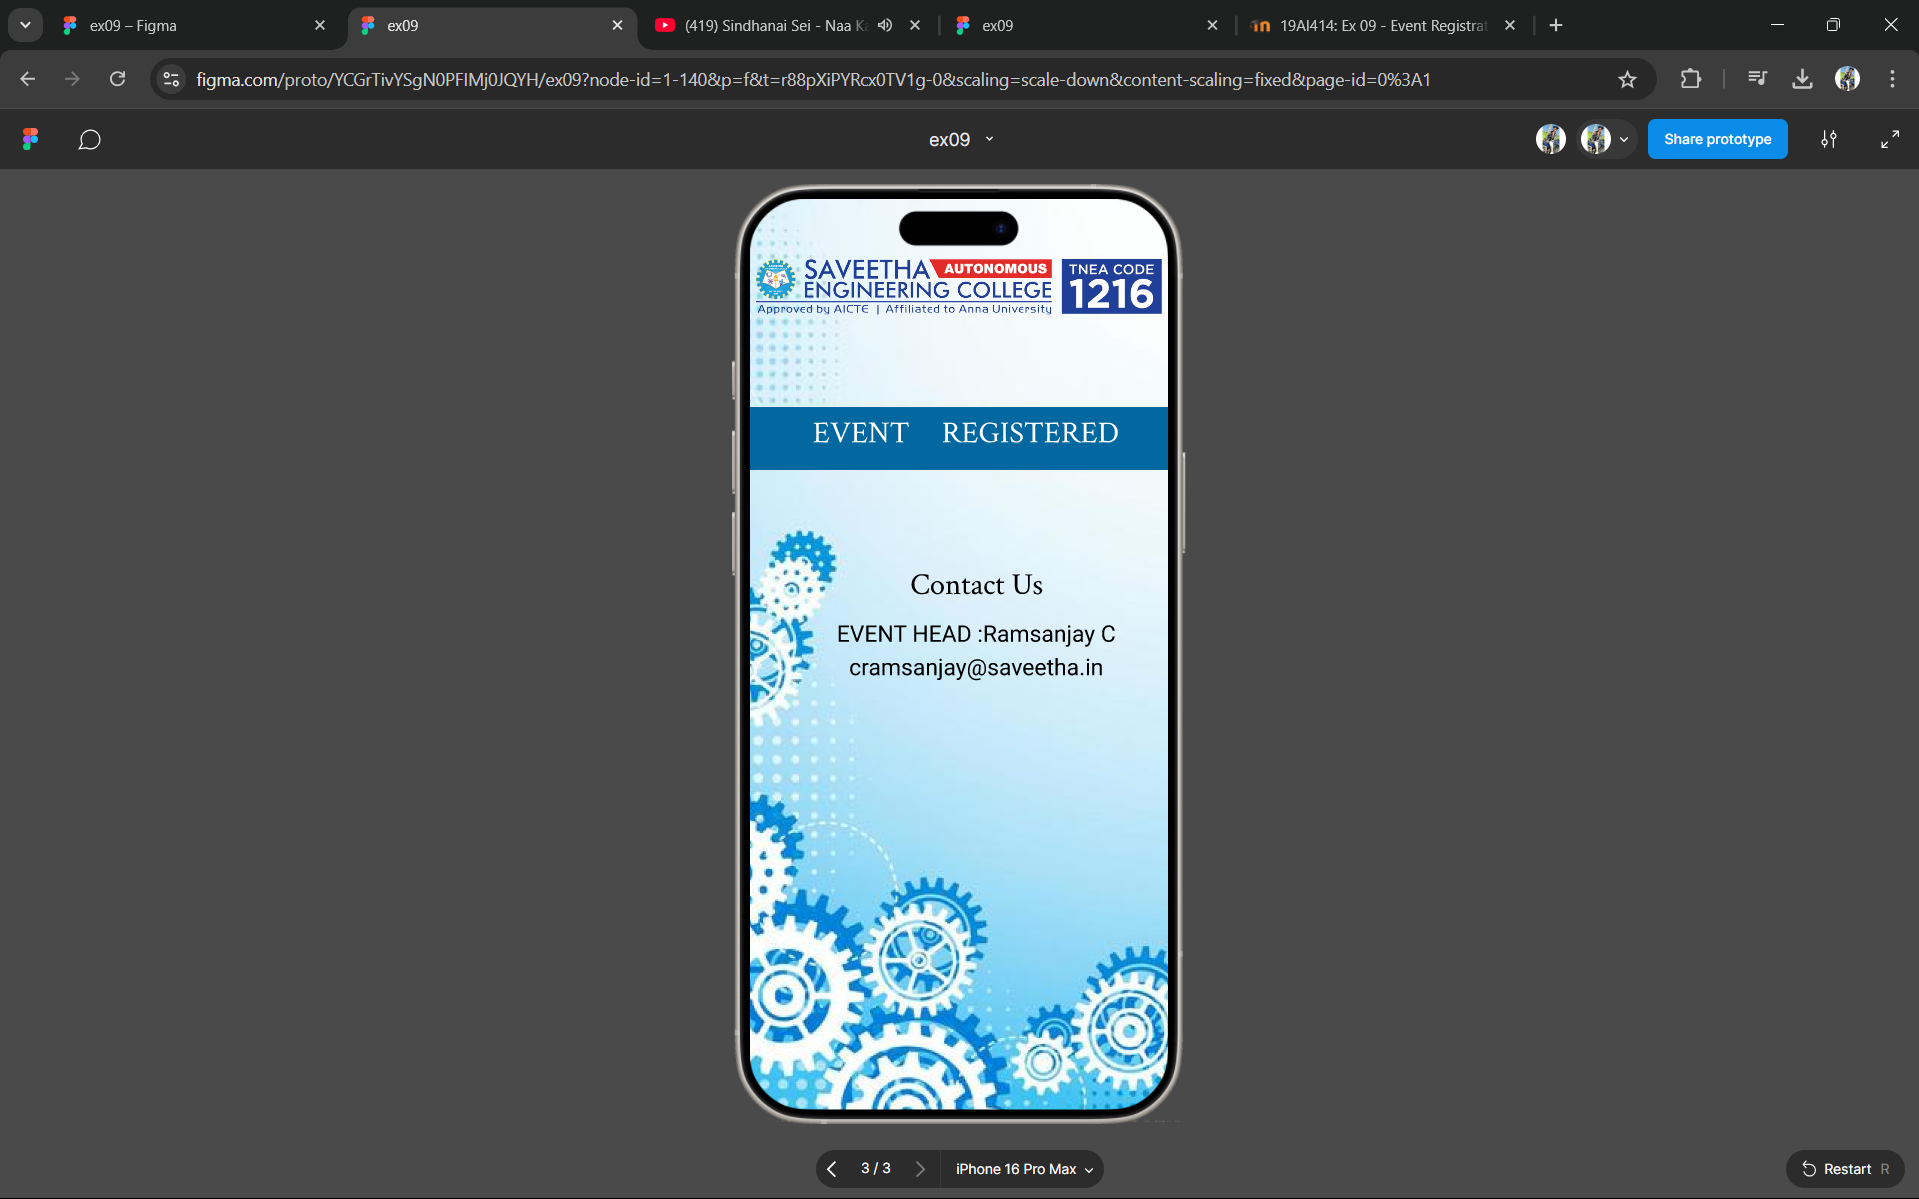 ex09 – Figma
ex09
(419) Sindhanai Sei - Naa Ka
ex09
19AI414: Ex 09 - Event Registrat
figma.com/proto/YCGrTivYSgN0PFIMj0JQYH/ex09?node-id=1-140&p=f&t=r88pXiPYRcx0TV1g-0&scaling=scale-down&content-scaling=fixed&page-id=0%3A1
ex09
Share prototype
SAVEETHA AUTONOMOUS
ENGINEERING COLLEGE
Approved by AICTE | Affiliated to Anna University
TNEA CODE
1216
EVENT REGISTERED
Contact Us
EVENT HEAD :Ramsanjay C
cramsanjay@saveetha.in
3 / 3
iPhone 16 Pro Max
Restart R